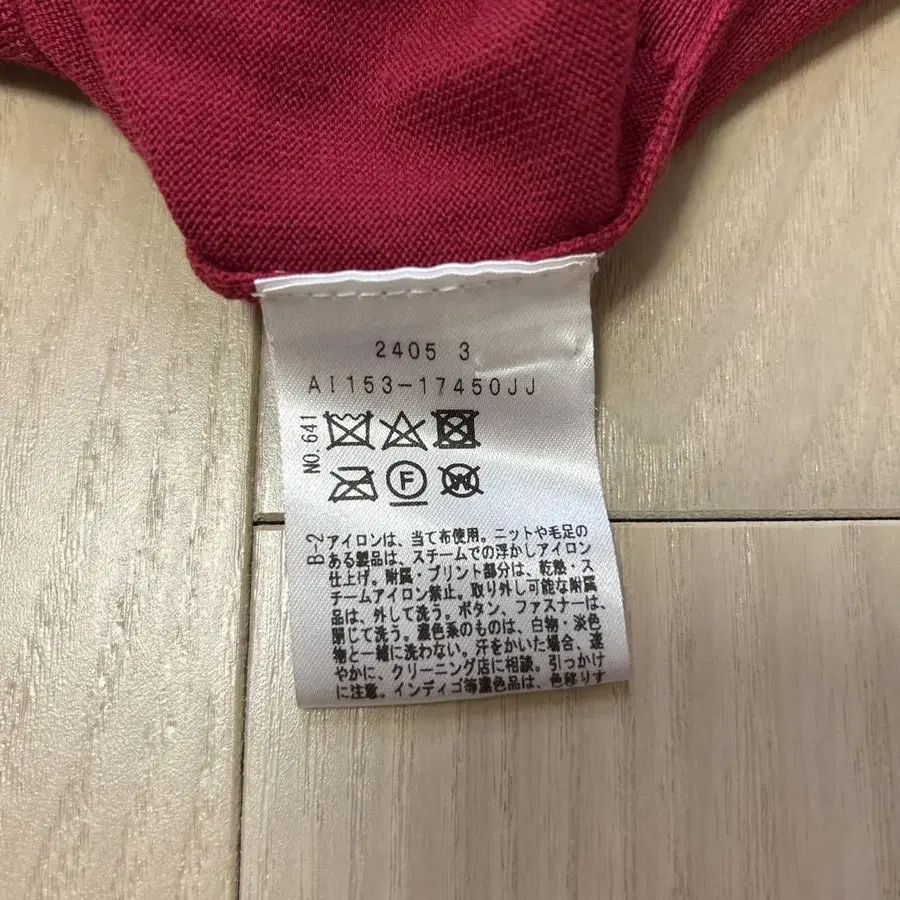 2405 3
AI153-17450JJ
NO.641
F
W
B-2
アイロンは、当て布使用。ニットや毛足の
ある製品は、スチームでの浮かしアイロン
仕上げ。附属・プリント部分は、乾熱・ス
チームアイロン禁止。取り外し可能な附属
品は、外して洗う。ボタン、ファスナーは、
閉じて洗う。濃色系のものは、白物・淡色
物と一緒に洗わない。汗をかいた場合、速
やかに、クリーニング店に相談。引っかけ
に注意。インディゴ等濃色品は、色移りす